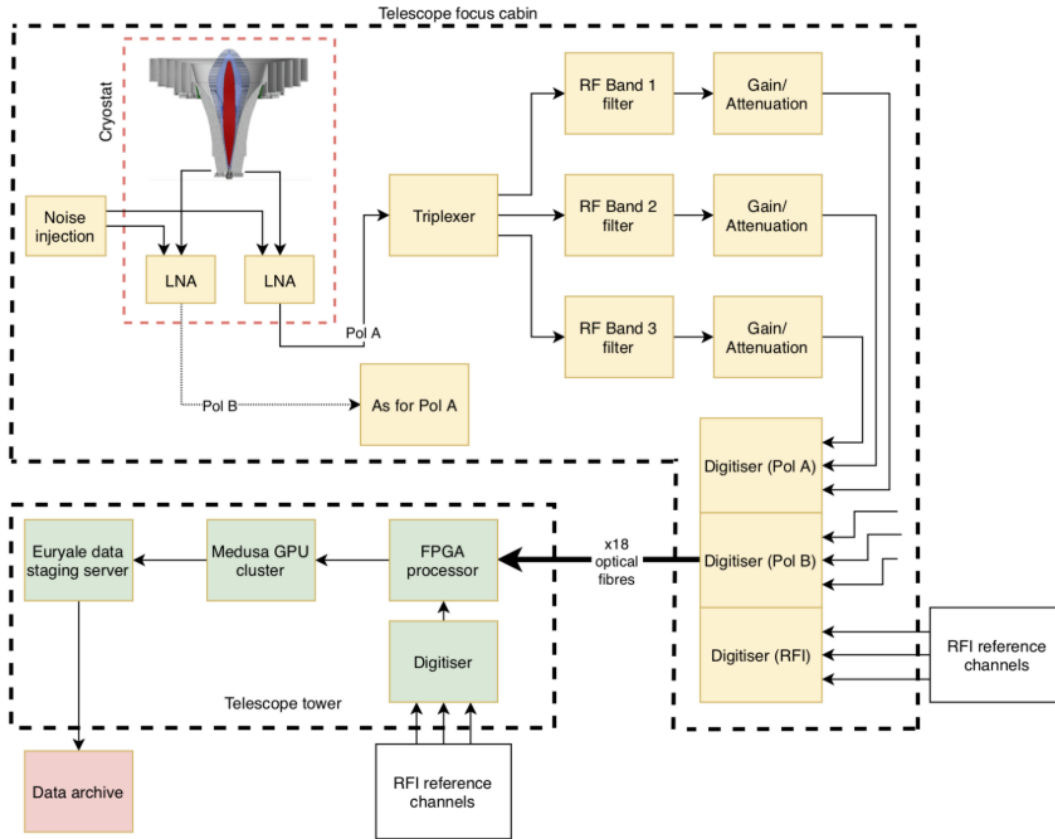 Telescope focus cabin
Cryostat
Noise
injection
LNA
LNA
Pol A
Pol B
As for Pol A
Triplexer
RF Band 1
filter
Gain/
Attenuation
RF Band 2
filter
Gain/
Attenuation
RF Band 3
filter
Gain/
Attenuation
Digitiser (Pol A)
Digitiser (Pol B)
Digitiser (RFI)
RFI reference
channels
x18
optical
fibres
FPGA
processor
Medusa GPU
cluster
Euryale data
staging server
Digitiser
Telescope tower
RFI reference
channels
Data archive